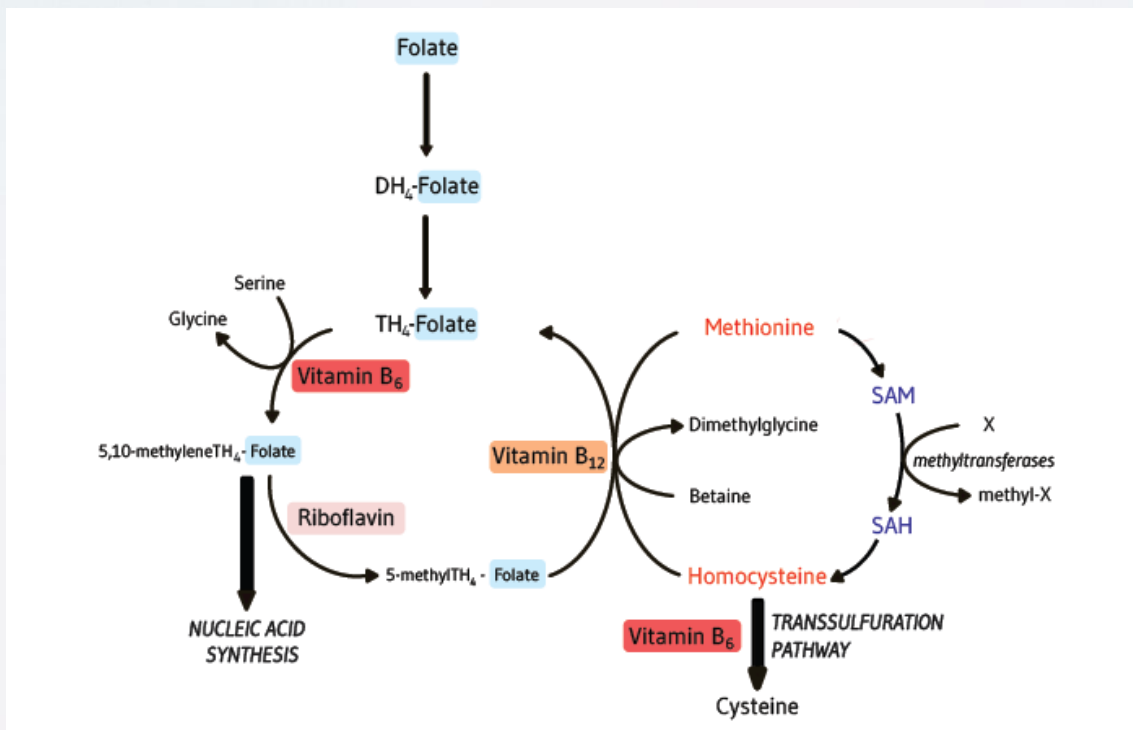 Folate
DH₄-Folate
Serine
Glycine
TH₄-Folate
Methionine
Vitamin B₆
SAM
Dimethylglycine
X
5,10-methyleneTH₄- Folate
Vitamin B₁₂
methyltransferases
Betaine
methyl-X
Riboflavin
SAH
5-methylTH₄ - Folate
Homocysteine
NUCLEIC ACID
SYNTHESIS
Vitamin B₆
TRANSSULFURATION
PATHWAY
Cysteine